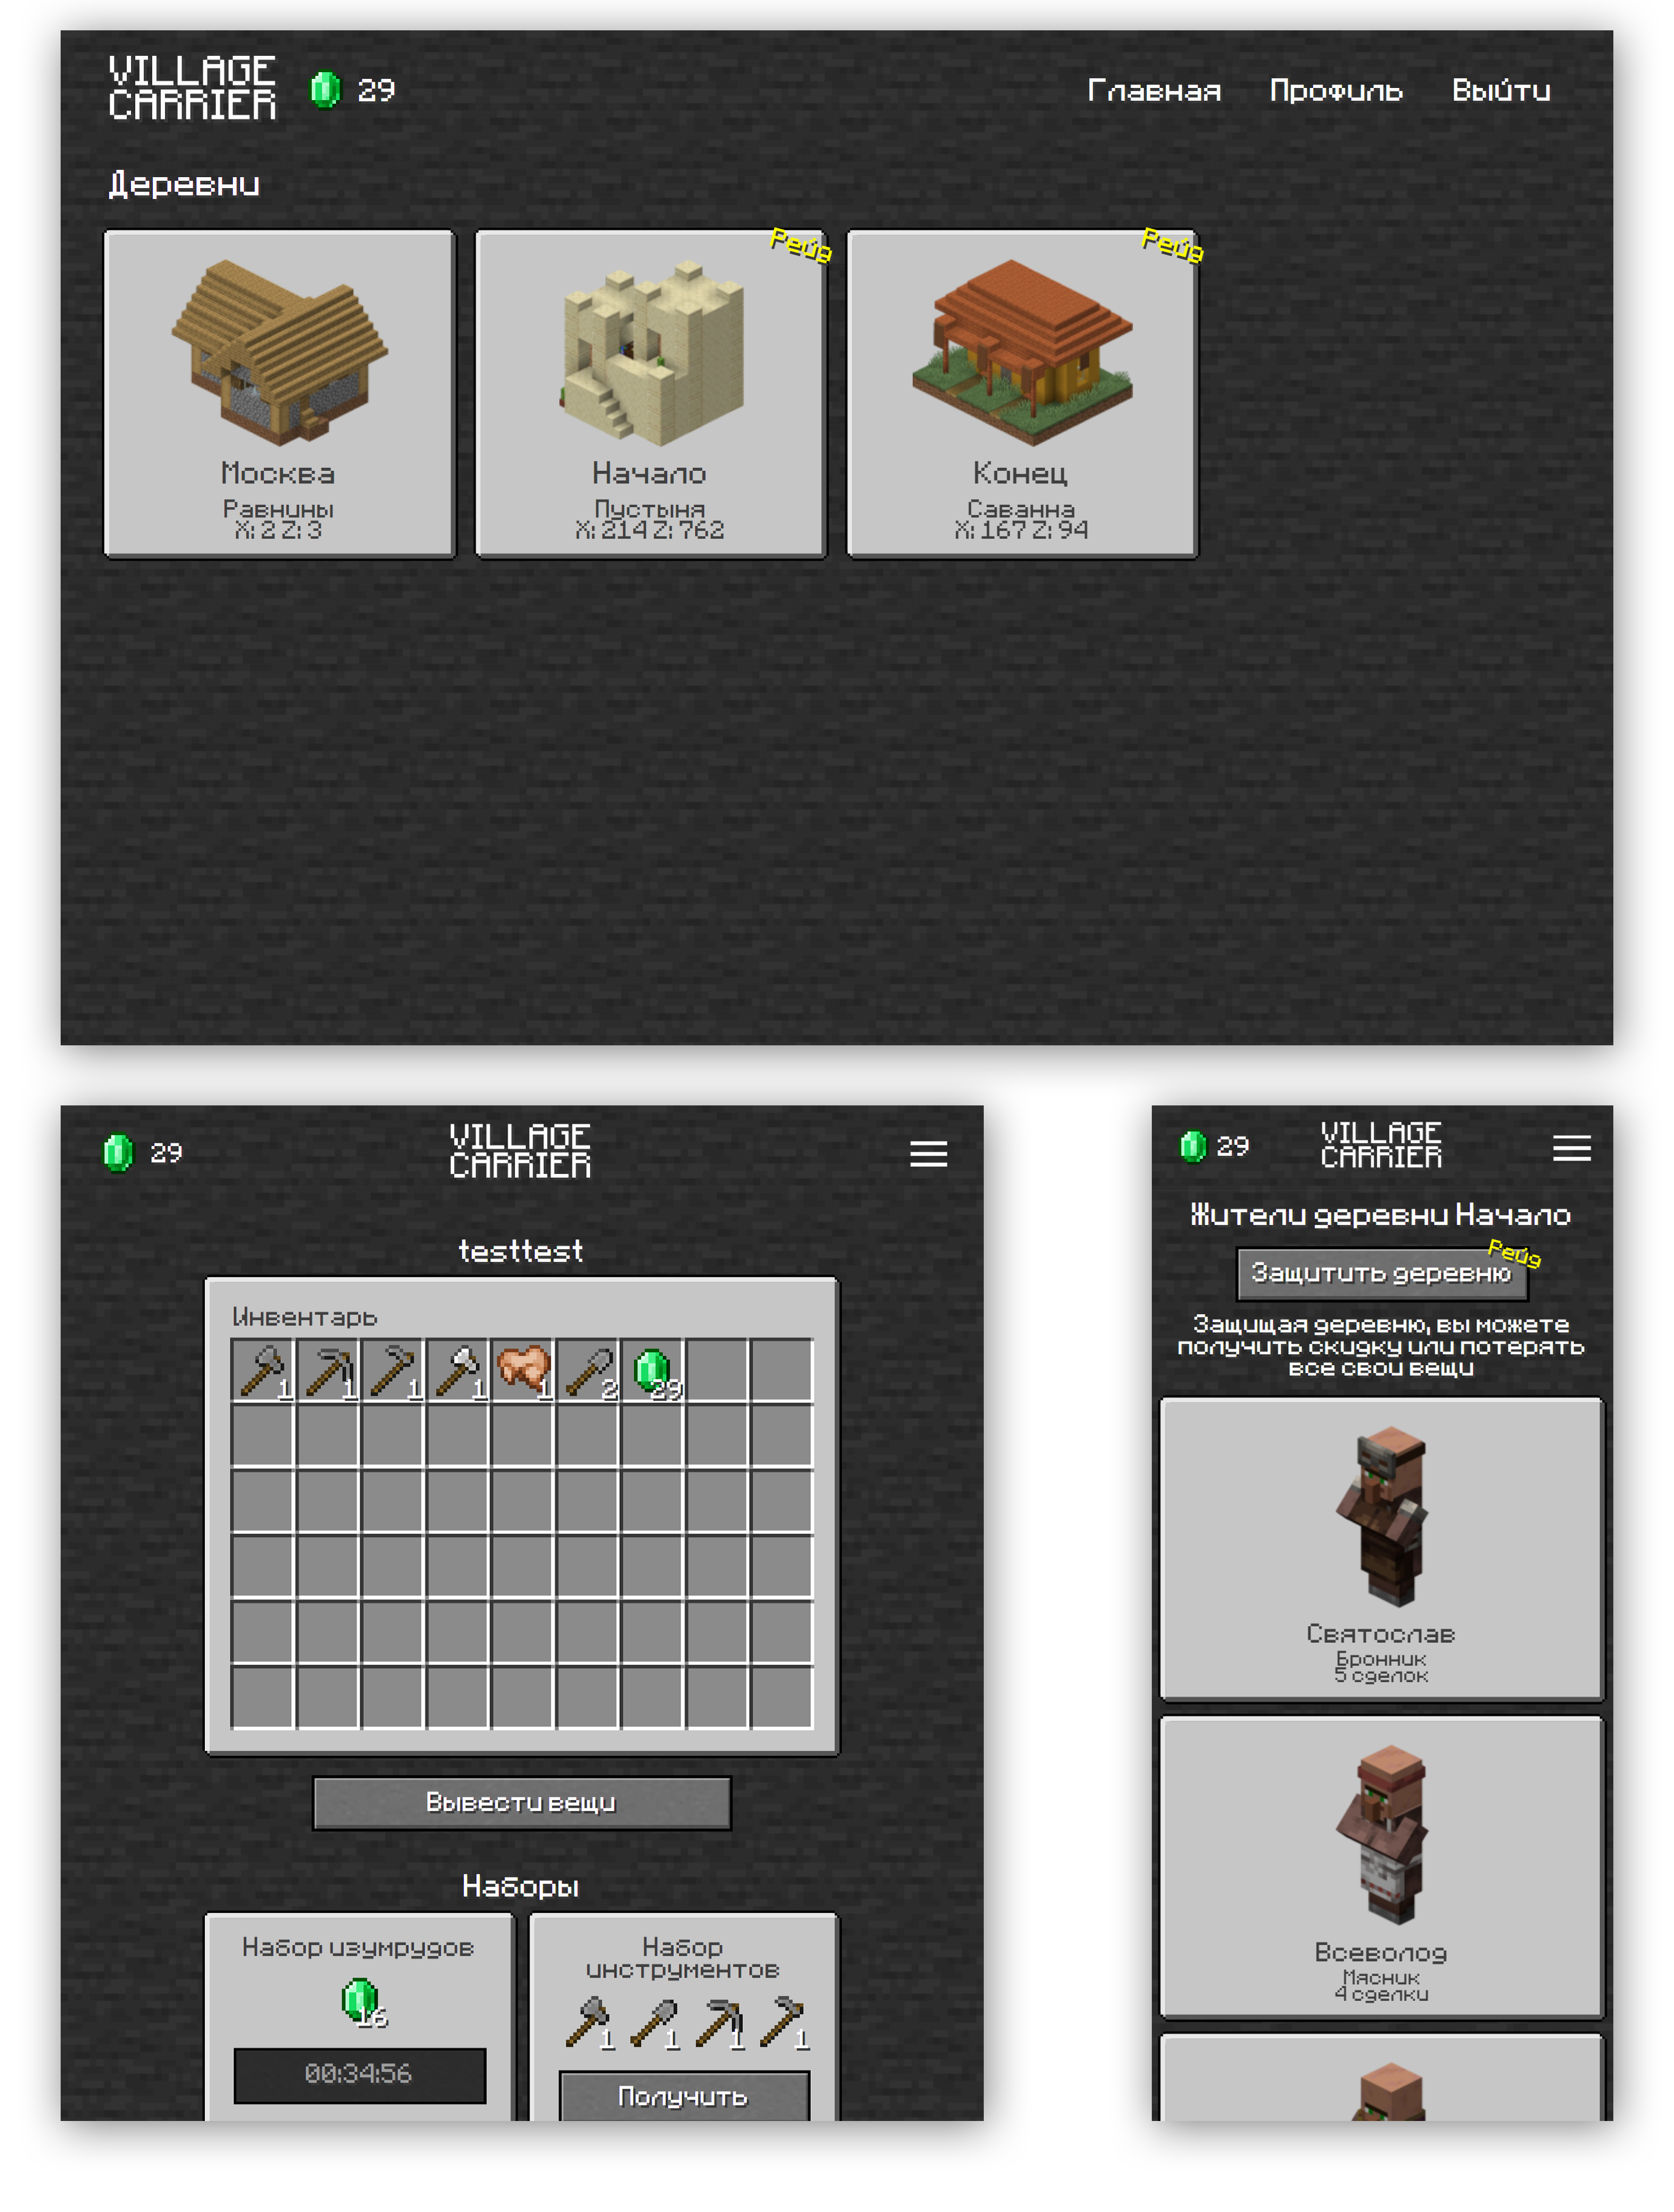 VILLAGE
CARRIER
29
Главная
Профиль
Выйти
Деревни
Москва
Равнины
X: 2 Z: 3
Рейд
Начало
Пустыня
X: 214 Z: 762
Рейд
Конец
Саванна
X: 167 Z: 94
29
VILLAGE
CARRIER
testtest
Инвентарь
1
1
1
1
1
2
29
Вывести вещи
Наборы
Набор изумрудов
16
00:34:56
Набор
инструментов
1
1
1
1
Получить
29
VILLAGE
CARRIER
Жители деревни Начало
Рейд
Защитить деревню
Защищая деревню, вы можете
получить скидку или потерять
все свои вещи
Святослав
Бронник
5 сделок
Всеволод
Мясник
4 сделки